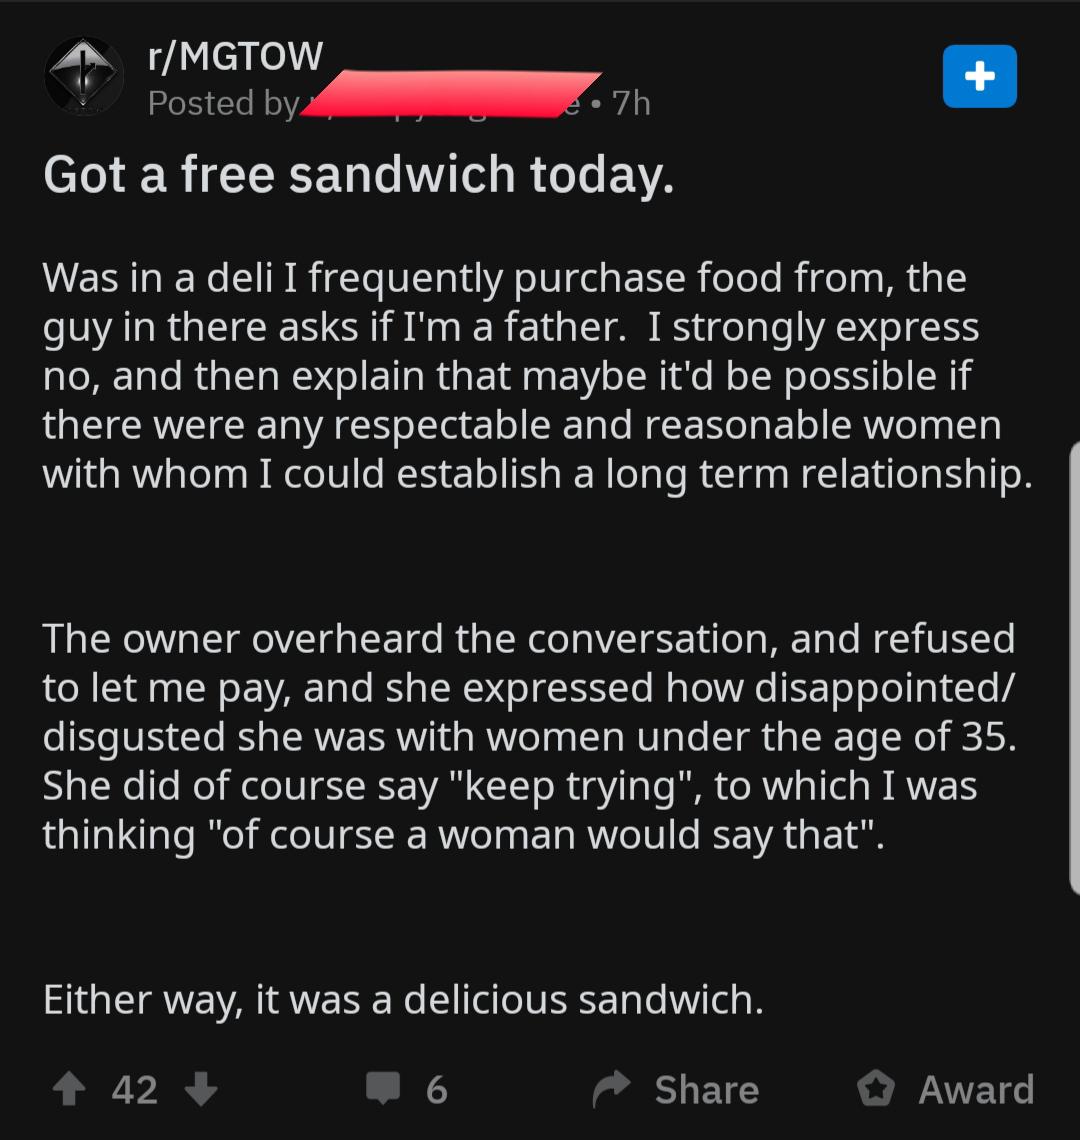 r/MGTOW
Posted by • 7h
Got a free sandwich today.
Was in a deli I frequently purchase food from, the
guy in there asks if I'm a father.  I strongly express
no, and then explain that maybe it'd be possible if
there were any respectable and reasonable women
with whom I could establish a long term relationship.
The owner overheard the conversation, and refused
to let me pay, and she expressed how disappointed/
disgusted she was with women under the age of 35.
She did of course say "keep trying", to which I was
thinking "of course a woman would say that".
Either way, it was a delicious sandwich.
42 6 Share Award